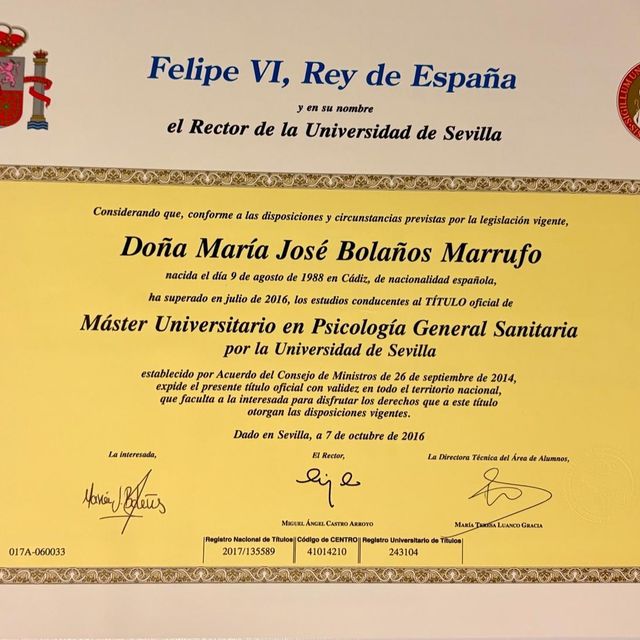 Felipe VI, Rey de España
y en su nombre
el Rector de la Universidad de Sevilla
Considerando que, conforme a las disposiciones y circunstancias previstas por la legislación vigente,
Doña María José Bolaños Marrufo
nacida el día 9 de agosto de 1988 en Cádiz, de nacionalidad española,
ha superado en julio de 2016, los estudios conducentes al TÍTULO oficial de
Máster Universitario en Psicología General Sanitaria
por la Universidad de Sevilla
establecido por Acuerdo del Consejo de Ministros de 26 de septiembre de 2014,
expide el presente título oficial con validez en todo el territorio nacional,
que faculta a la interesada para disfrutar los derechos que a este título
otorgan las disposiciones vigentes.
Dado en Sevilla, a 7 de octubre de 2016
La interesada, El Rector, La Directora Técnica del Área de Alumnos,
MIGUEL ÁNGEL CASTRO ARROYO MARÍA TERESA LUANCO GRACIA
Registro Nacional de Títulos Código de CENTRO Registro Universitario de Títulos
017A-060033 2017/135589 41014210 243104